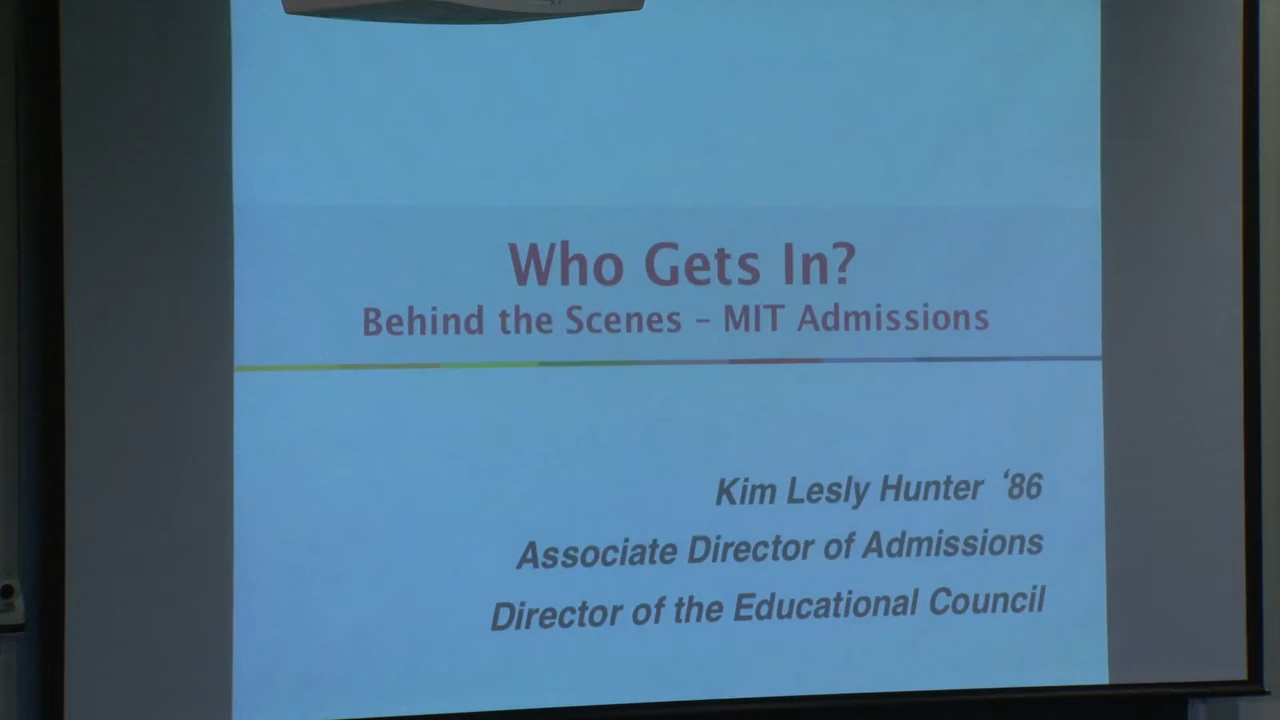 Who Gets In?
Behind the Scenes – MIT Admissions
Kim Lesly Hunter ‘86
Associate Director of Admissions
Director of the Educational Council